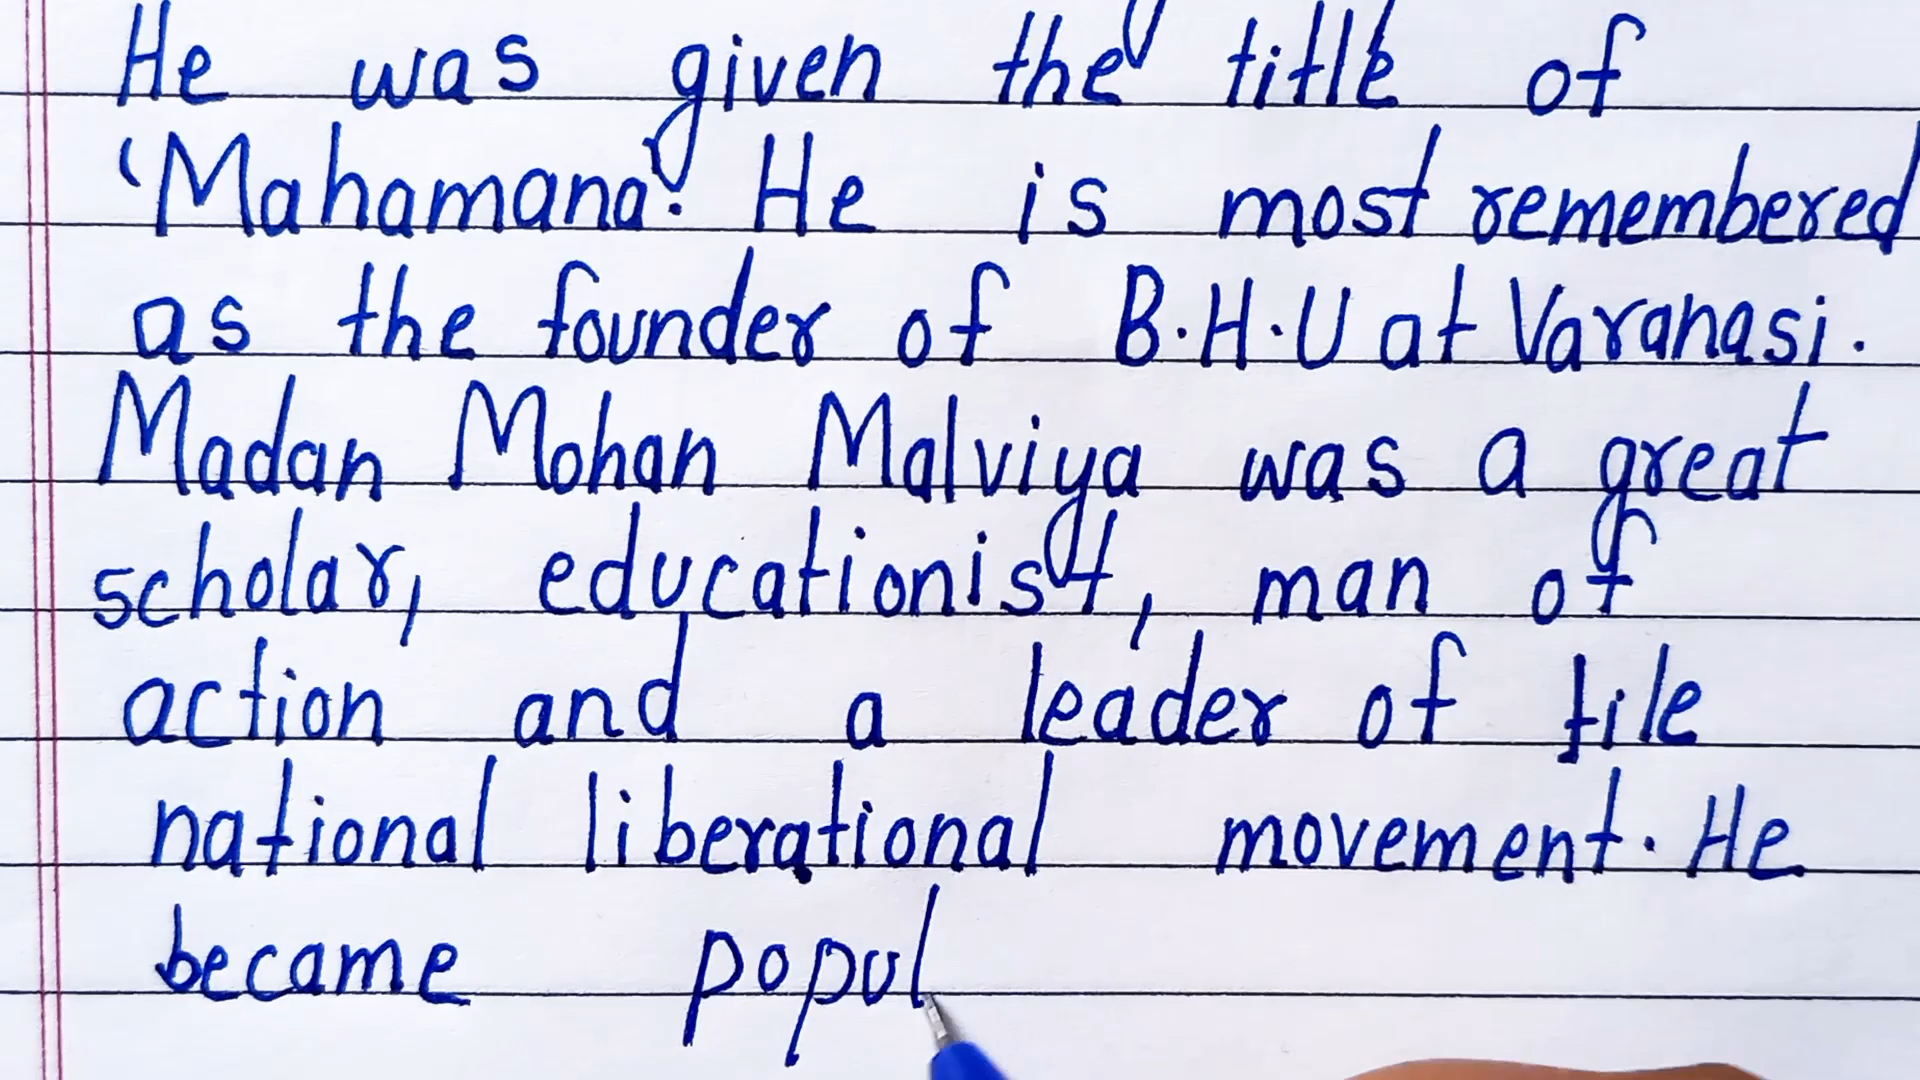 He was given the title of
'Mahamana'. He is most remembered
as the founder of B.H.U at Varanasi.
Madan Mohan Malviya was a great
scholar, educationist, man of
action and a leader of tile
national liberational movement. He
became popul